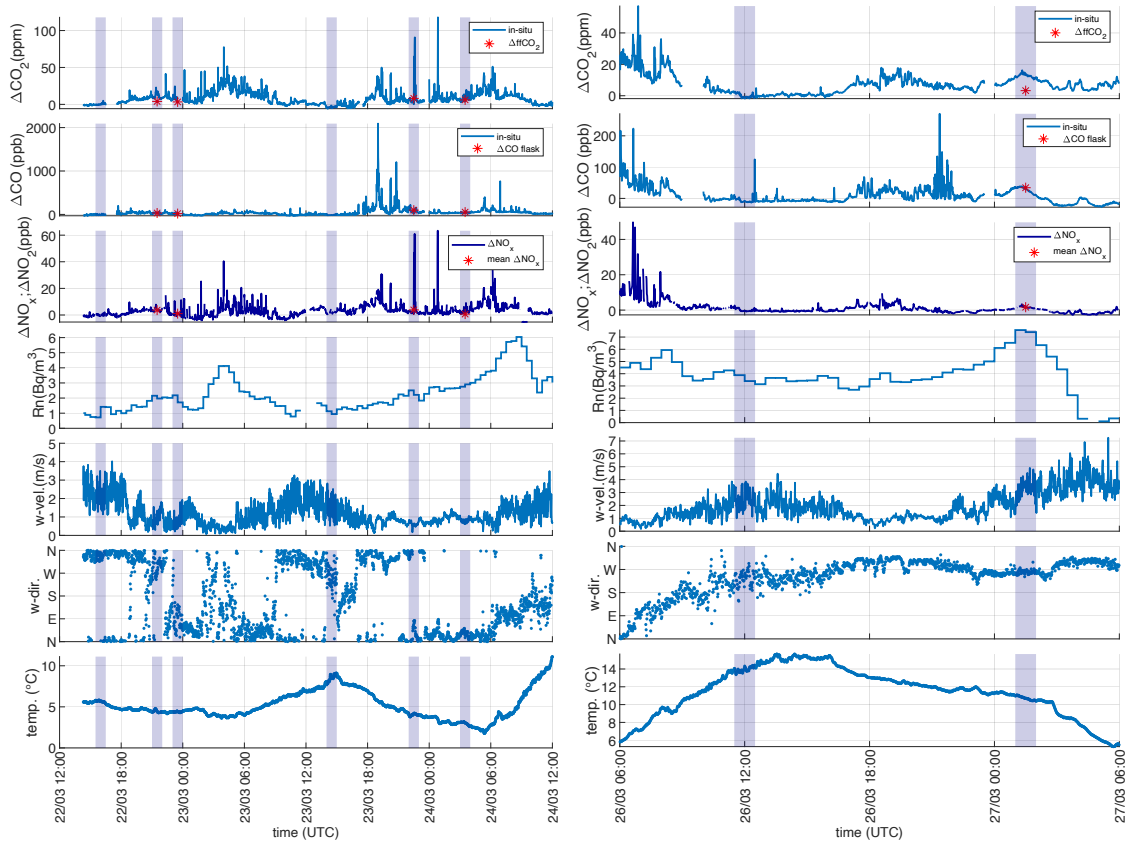 ΔCO2(ppm)
100
50
0
in-situ
ΔffCO2
ΔCO (ppb)
2000
1000
0
in-situ
ΔCO flask
ΔNOx;ΔNO2(ppb)
60
40
20
0
ΔNOx
mean ΔNOx
Rn(Bq/m3)
6
5
4
3
2
1
0
w-vel.(m/s)
5
4
3
2
1
0
w-dir.
N
W
S
E
N
temp. (°C)
10
5
0
22/03 12:00
22/03 18:00
23/03 00:00
23/03 06:00
23/03 12:00
23/03 18:00
24/03 00:00
24/03 06:00
24/03 12:00
time (UTC)
ΔCO2(ppm)
40
20
0
in-situ
ΔffCO2
ΔCO (ppb)
200
100
0
in-situ
ΔCO flask
ΔNOx;ΔNO2(ppb)
40
20
0
ΔNOx
mean ΔNOx
Rn(Bq/m3)
7
6
5
4
3
2
1
0
w-vel.(m/s)
7
6
5
4
3
2
1
0
w-dir.
N
W
S
E
N
temp. (°C)
14
12
10
8
6
26/03 06:00
26/03 12:00
26/03 18:00
27/03 00:00
27/03 06:00
time (UTC)